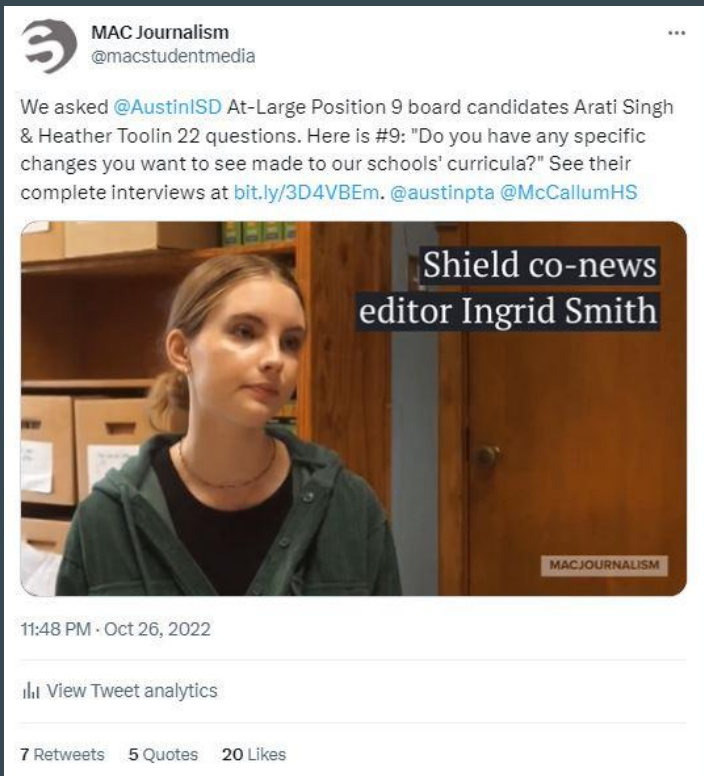 MAC Journalism
@macstudentmedia
We asked @AustinISD At-Large Position 9 board candidates Arati Singh
& Heather Toolin 22 questions. Here is #9: "Do you have any specific
changes you want to see made to our schools' curricula?" See their
complete interviews at bit.ly/3D4VBEm. @austinpta @McCallumHS
Shield co-news
editor Ingrid Smith
MACJOURNALISM
11:48 PM · Oct 26, 2022
View Tweet analytics
7 Retweets 5 Quotes 20 Likes